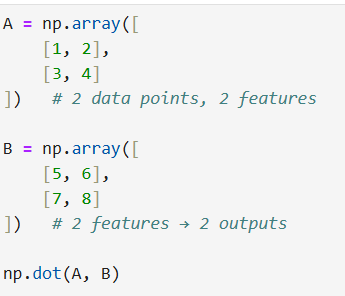 A = np.array([
    [1, 2],
    [3, 4]
])   # 2 data points, 2 features
B = np.array([
    [5, 6],
    [7, 8]
])   # 2 features → 2 outputs
np.dot(A, B)